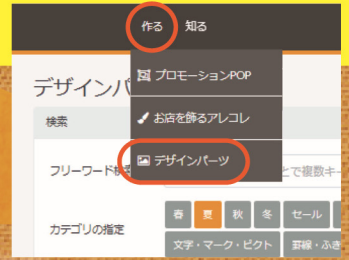 作る 知る
プロモーションPOP
デザインパ
検索
お店を飾るアレコレ
デザインパーツ
フリーワード検
とで複数キー
カテゴリの指定
春 夏 秋 冬 セール
文字・マーク・ピクト 罫線・ふき